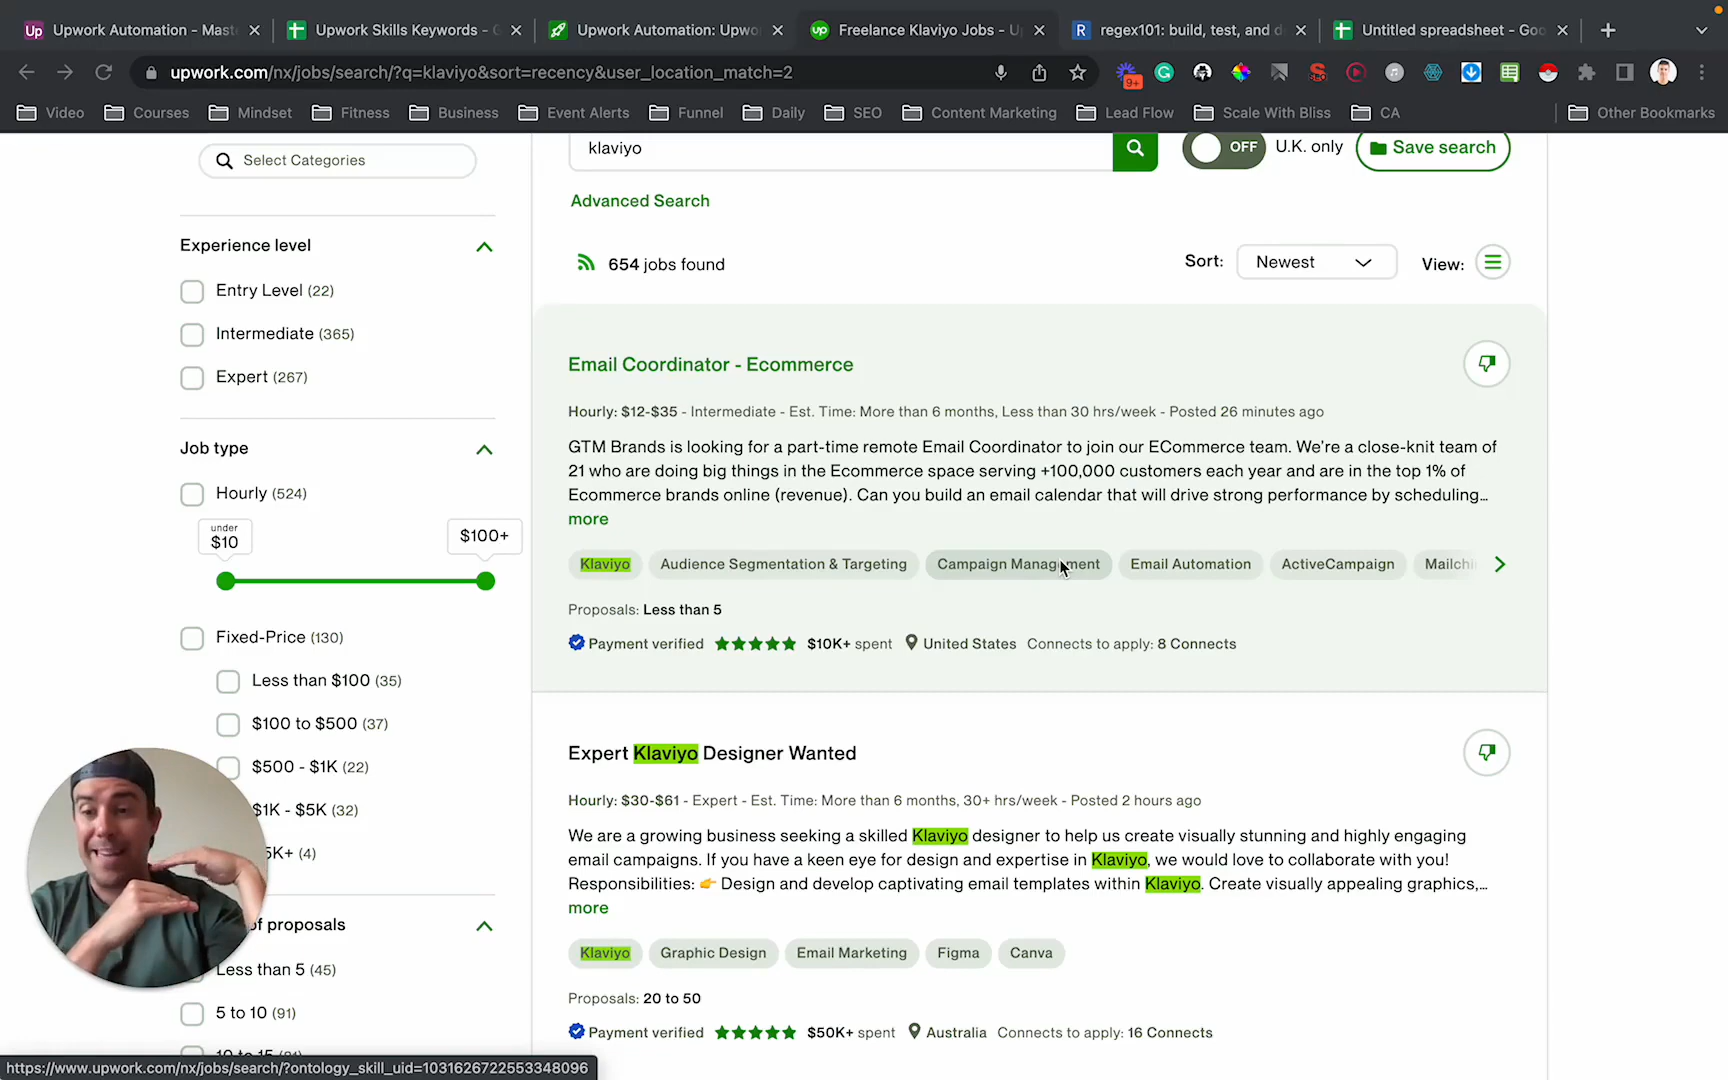 Upwork Automation - Mast
Upwork Skills Keywords - G
Upwork Automation: Upwo
Freelance Klaviyo Jobs - U
regex101: build, test, and d
Untitled spreadsheet - Goo
upwork.com/nx/jobs/search/?q=klaviyo&sort=recency&user_location_match=2
9+
SEO
Video
Courses
Mindset
Fitness
Business
Event Alerts
Funnel
Daily
SEO
Content Marketing
Lead Flow
Scale With Bliss
CA
Other Bookmarks
Select Categories
Experience level
Entry Level (22)
Intermediate (365)
Expert (267)
Job type
Hourly (524)
under
$10
$100+
Fixed-Price (130)
Less than $100 (35)
$100 to $500 (37)
$500 - $1K (22)
$1K - $5K (32)
5K+ (4)
of proposals
Less than 5 (45)
5 to 10 (91)
klaviyo
OFF
U.K. only
Save search
Advanced Search
654 jobs found
Sort:
Newest
View:
Email Coordinator - Ecommerce
Hourly: $12-$35 - Intermediate - Est. Time: More than 6 months, Less than 30 hrs/week - Posted 26 minutes ago
GTM Brands is looking for a part-time remote Email Coordinator to join our ECommerce team. We're a close-knit team of
21 who are doing big things in the Ecommerce space serving +100,000 customers each year and are in the top 1% of
Ecommerce brands online (revenue). Can you build an email calendar that will drive strong performance by scheduling...
more
Klaviyo
Audience Segmentation & Targeting
Campaign Management
Email Automation
ActiveCampaign
Mailchi
Proposals: Less than 5
Payment verified
$10K+ spent
United States
Connects to apply: 8 Connects
Expert Klaviyo Designer Wanted
Hourly: $30-$61 - Expert - Est. Time: More than 6 months, 30+ hrs/week - Posted 2 hours ago
We are a growing business seeking a skilled Klaviyo designer to help us create visually stunning and highly engaging
email campaigns. If you have a keen eye for design and expertise in Klaviyo, we would love to collaborate with you!
Responsibilities: 👉 Design and develop captivating email templates within Klaviyo. Create visually appealing graphics,...
more
Klaviyo
Graphic Design
Email Marketing
Figma
Canva
Proposals: 20 to 50
Payment verified
$50K+ spent
Australia
Connects to apply: 16 Connects
https://www.upwork.com/nx/jobs/search/?ontology_skill_uid=1031626722553348096